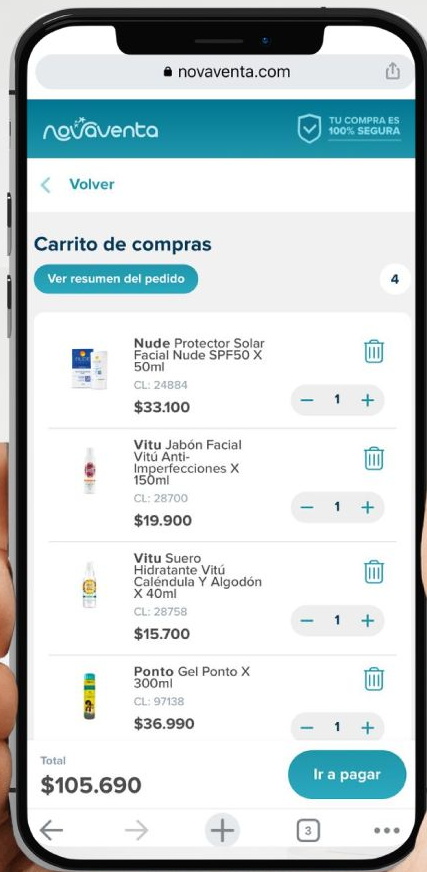 novaventa.com
novaventa
TU COMPRA ES
100% SEGURA
Volver
Carrito de compras
Ver resumen del pedido
4
Nude Protector Solar
Facial Nude SPF50 X
50ml
CL: 24884
$33.100
1
Vitu Jabón Facial
Vitú Anti-
Imperfecciones X
150ml
CL: 28700
$19.900
1
Vitu Suero
Hidratante Vitú
Caléndula Y Algodón
X 40ml
CL: 28758
$15.700
1
Ponto Gel Ponto X
300ml
CL: 97138
$36.990
1
Total
$105.690
Ir a pagar
3